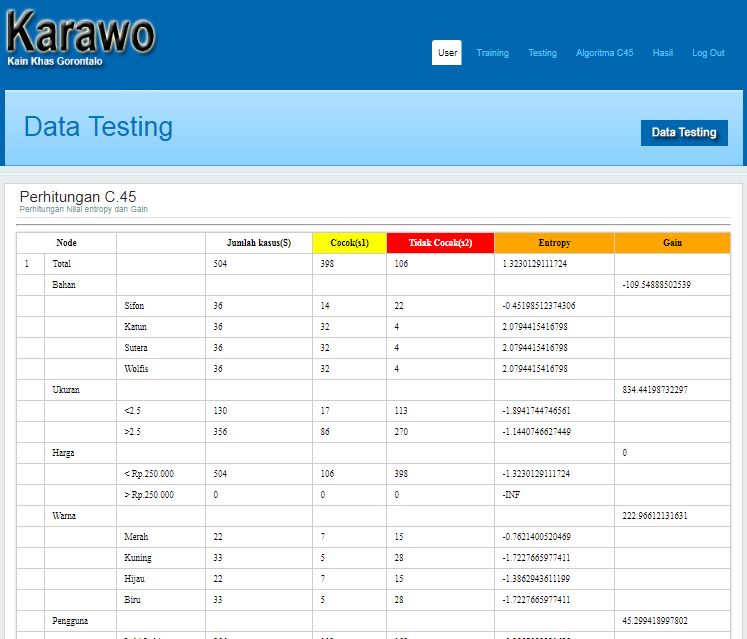 Karawo
Kain Khas Gorontalo
User Training Testing Algoritma C45 Hasil Log Out
Data Testing
Data Testing
Perhitungan C.45
Perhitungan Nilai entropy dan Gain
Node Jumlah kasus(S) Cocok(s1) Tidak Cocok(s2) Entropy Gain
1 Total 504 398 106 1.3230129111724
Bahan -109.54888502539
Sifon 36 14 22 -0.45198512374306
Katun 36 32 4 2.0794415416798
Sutera 36 32 4 2.0794415416798
Wolfis 36 32 4 2.0794415416798
Ukuran 834.44198732297
<2.5 130 17 113 -1.8941744746561
>2.5 356 86 270 -1.1440746627449
Harga 0
< Rp.250.000 504 106 398 -1.3230129111724
> Rp.250.000 0 0 0 -INF
Warna 222.96612131631
Merah 22 7 15 -0.7621400520469
Kuning 33 5 28 -1.7227665977411
Hijau 22 7 15 -1.3862943611199
Biru 33 5 28 -1.7227665977411
Pengguna 45.299418997802